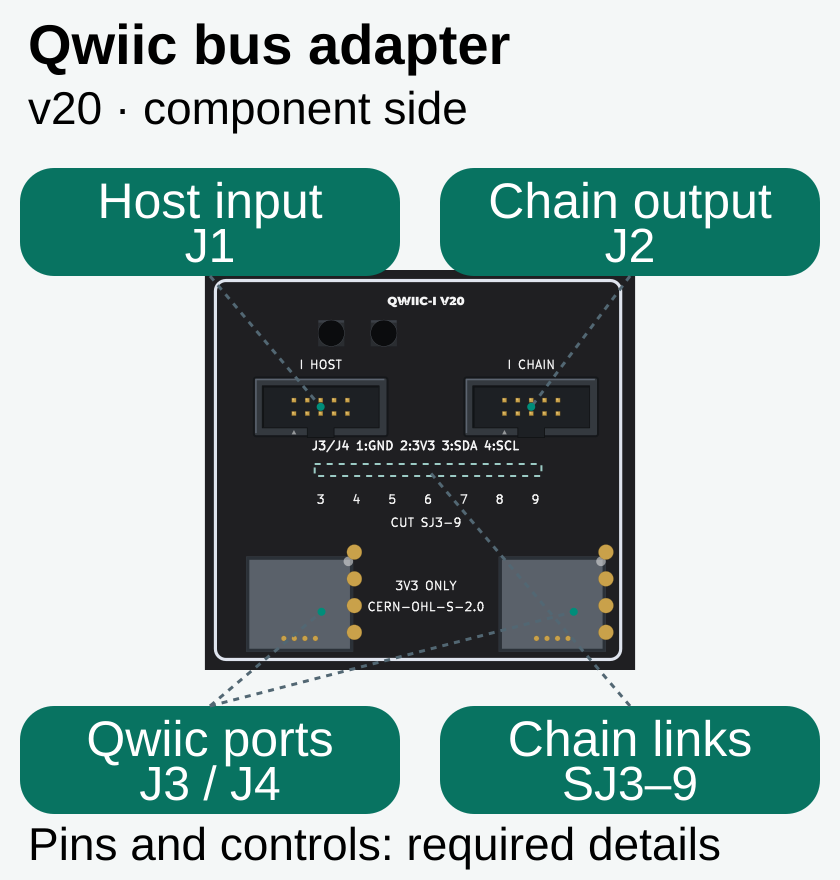 Qwiic bus adapter
v20 · component side
Host input
J1
Chain output
J2
QWIIC-I V20
I HOST
I CHAIN
J3/J4 1:GND 2:3V3 3:SDA 4:SCL
3 4 5 6 7 8 9
CUT SJ3-9
3V3 ONLY
CERN-OHL-S-2.0
Qwiic ports
J3 / J4
Chain links
SJ3–9
Pins and controls: required details